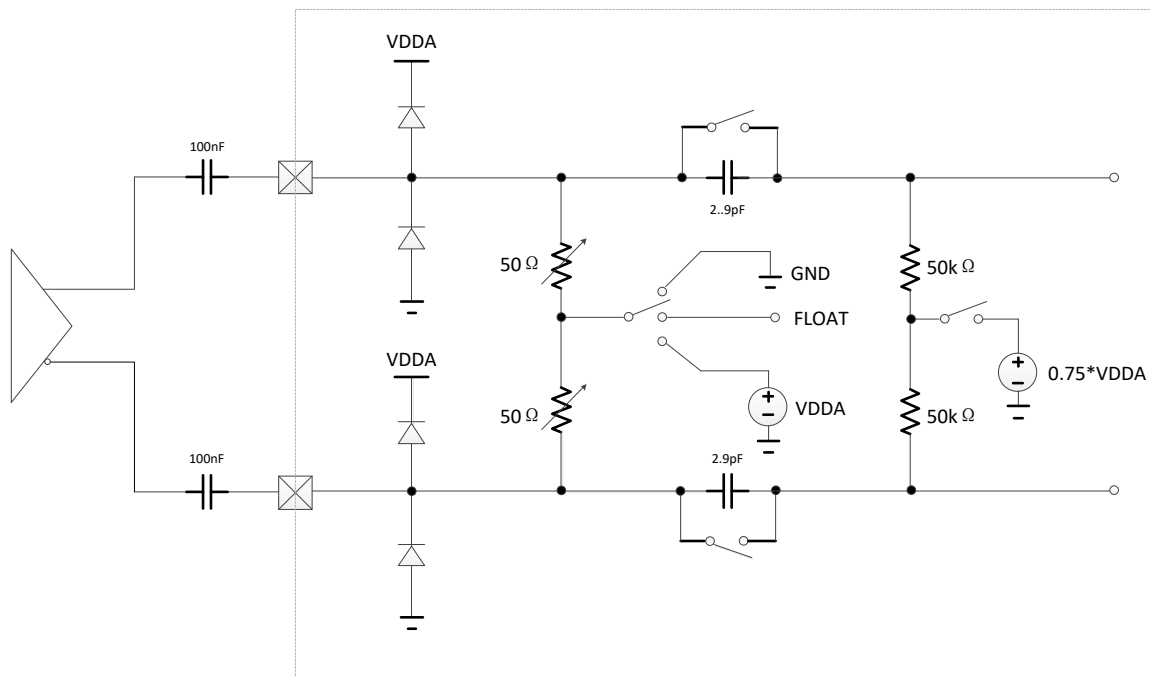 VDDA
100nF
2..9pF
50 Ω
GND
50k Ω
FLOAT
VDDA
0.75*VDDA
50 Ω
VDDA
50k Ω
100nF
2.9pF